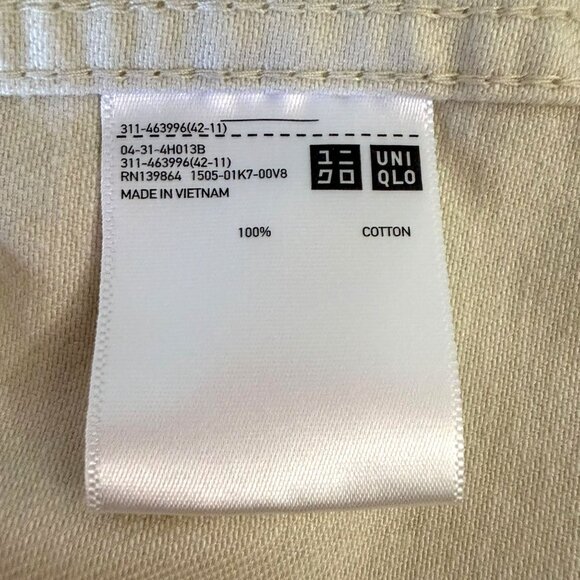 311-463996(42-11)
04-31-4H013B
311-463996(42-11)
RN139864 1505-01K7-00V8
MADE IN VIETNAM
ユニ
クロ
UNI
QLO
100% COTTON